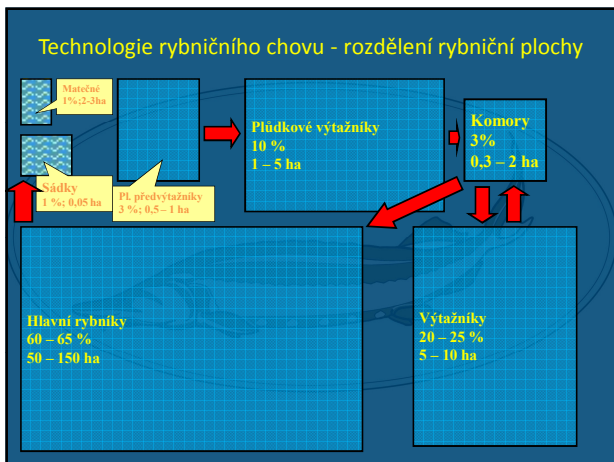 Technologie rybničního chovu - rozdělení rybniční plochy
Matečné
1%;2-3ha
Plůdkové výtažníky
10 %
1 – 5 ha
Komory
3%
0,3 – 2 ha
Sádky
1 %; 0,05 ha
Pl. předvýtažníky
3 %; 0,5 – 1 ha
Hlavní rybníky
60 – 65 %
50 – 150 ha
Výtažníky
20 – 25 %
5 – 10 ha